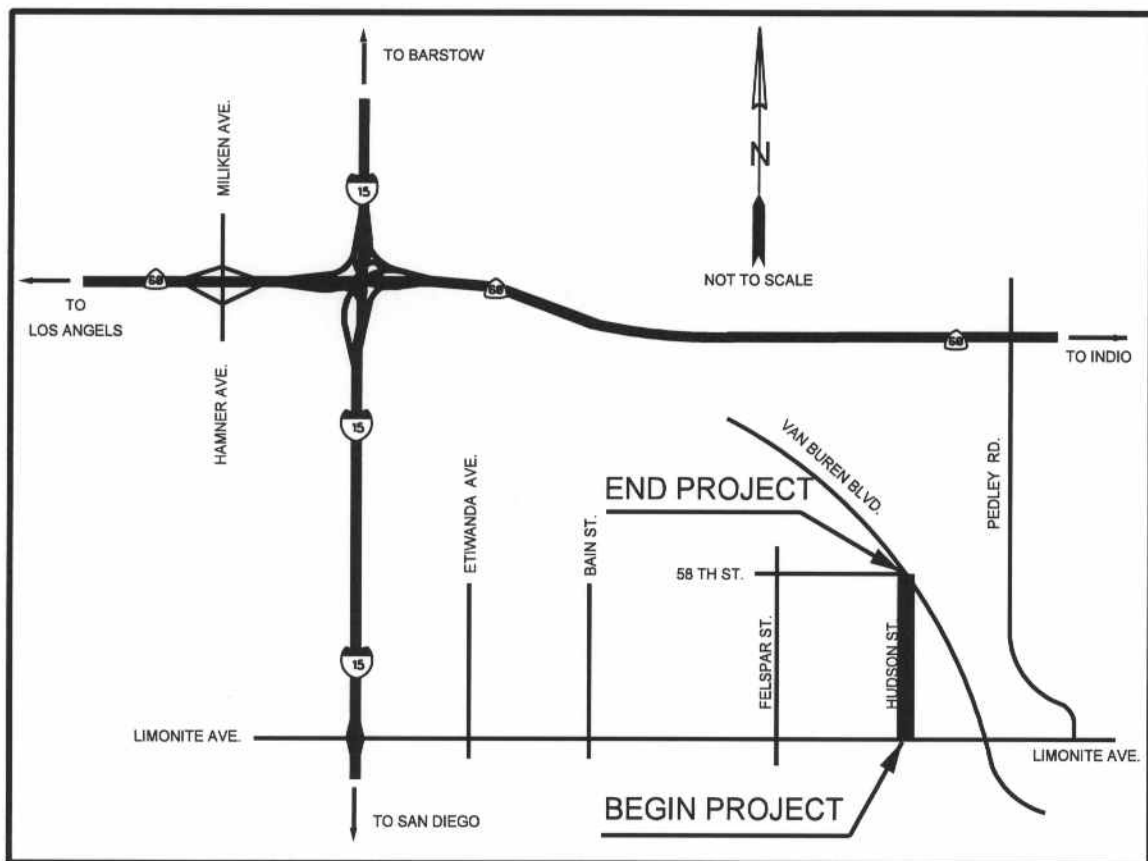 TO BARSTOW
MILIKEN AVE.
15
N
60
60
NOT TO SCALE
TO
LOS ANGELS
60
TO INDIO
HAMNER AVE.
15
VAN BUREN BLVD.
PEDLEY RD.
END PROJECT
ETIWANDA AVE.
BAIN ST.
58 TH ST.
FELSPAR ST.
HUDSON ST.
15
LIMONITE AVE.
LIMONITE AVE.
BEGIN PROJECT
TO SAN DIEGO